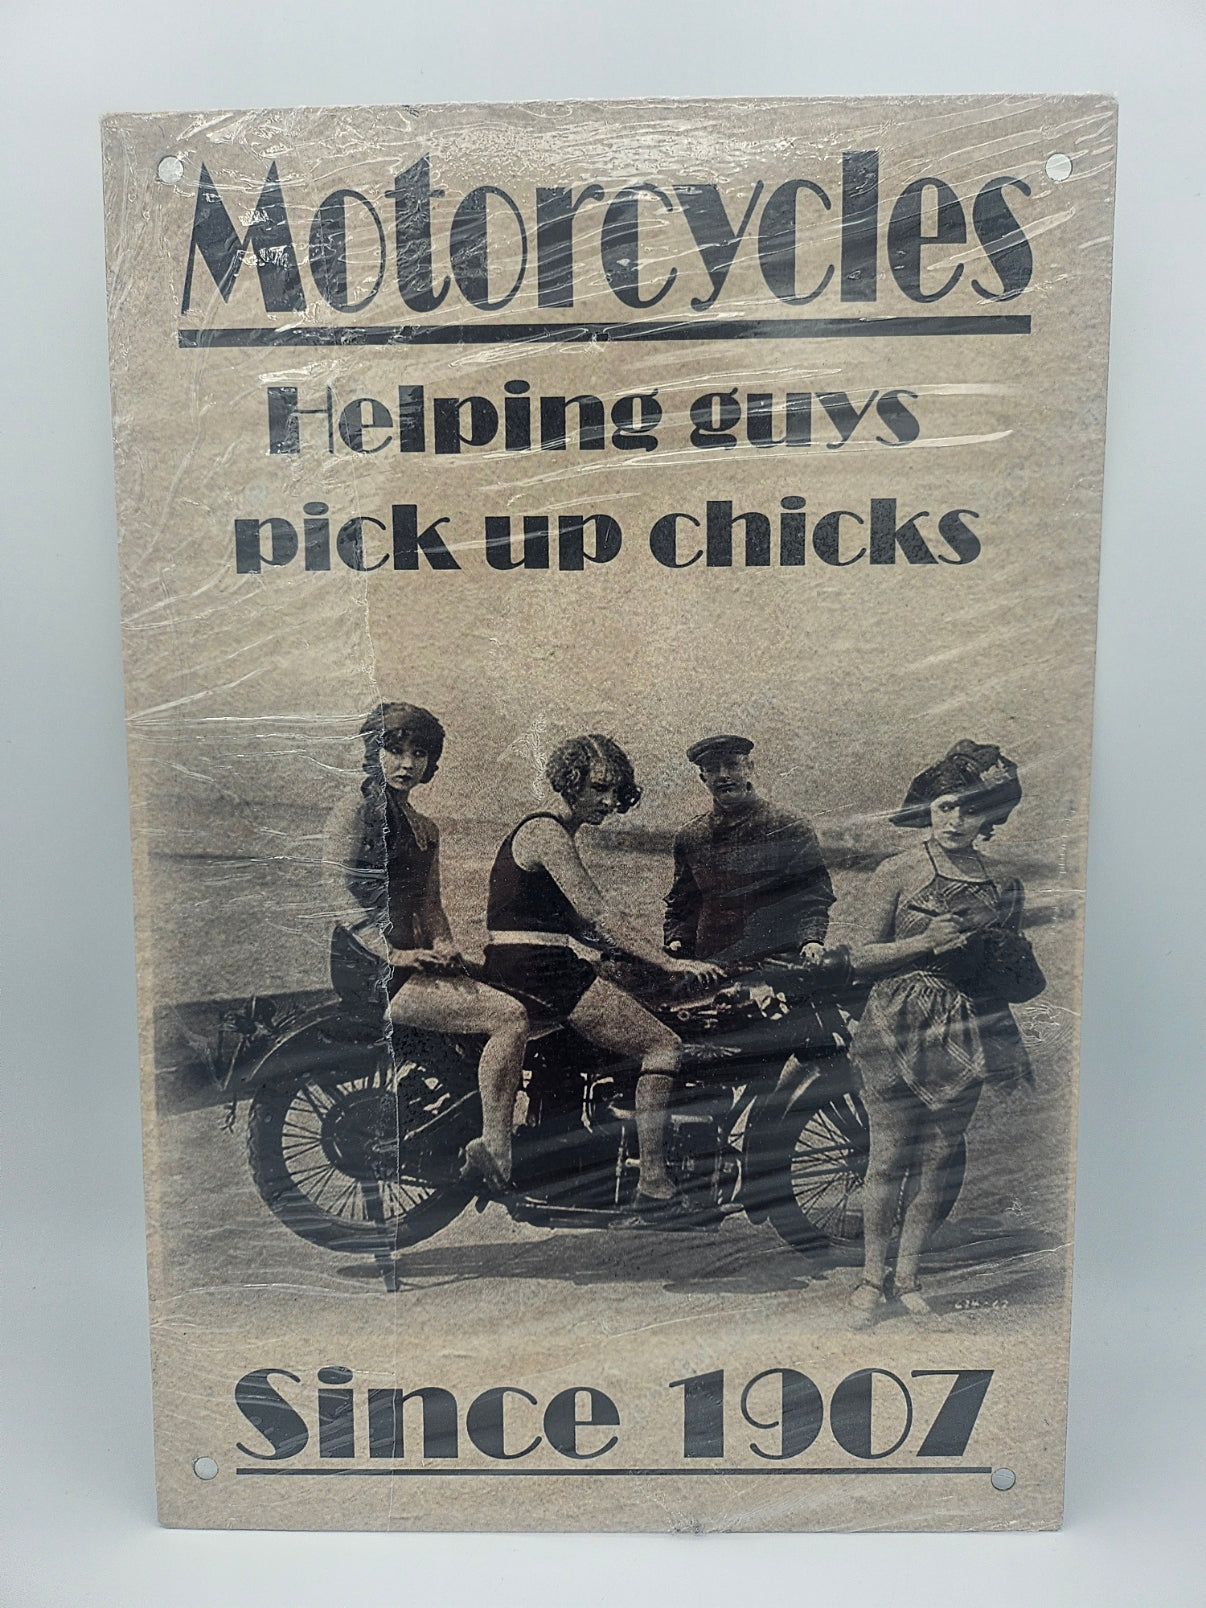 Motorcycles
Helping guys
pick up chicks
Since 1907